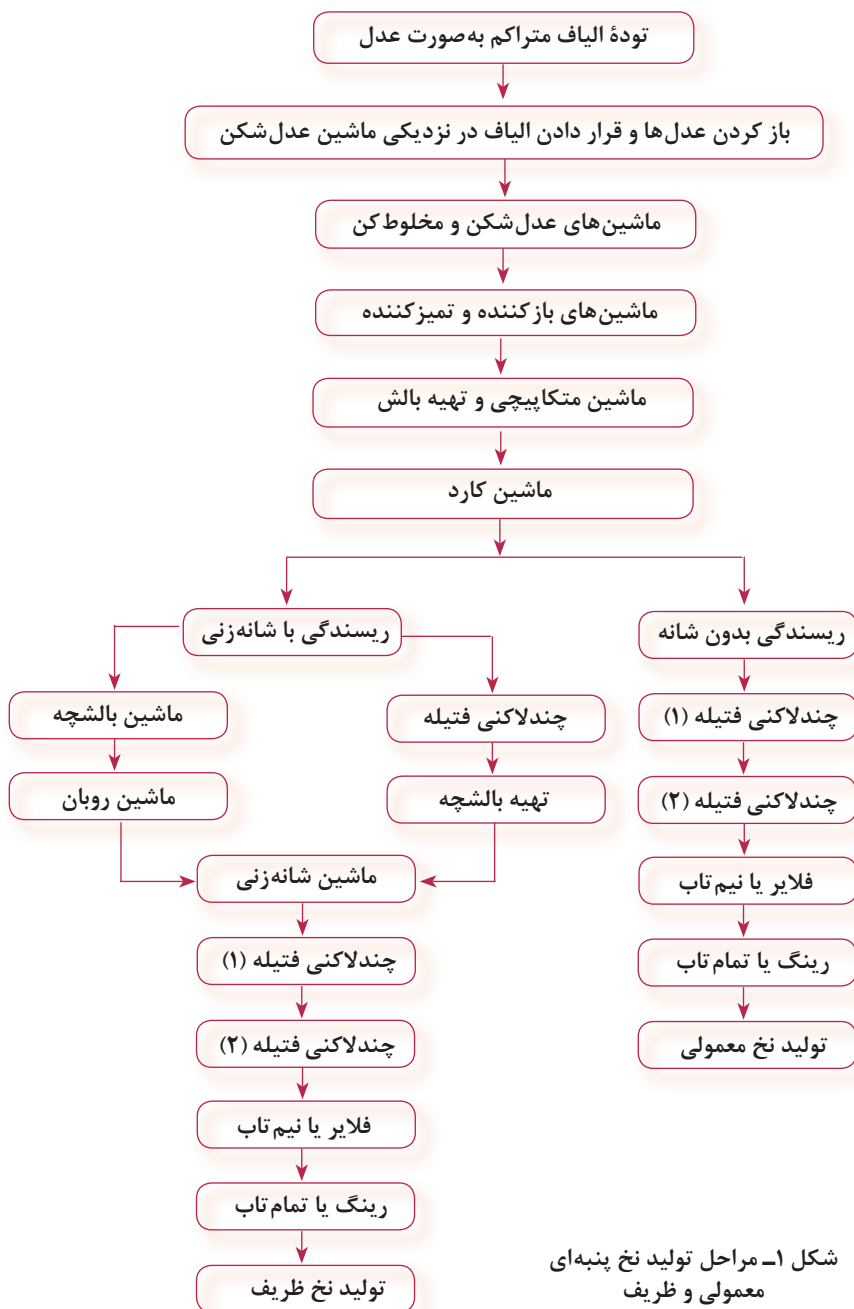 تودهٔ الیاف متراکم به‌صورت عدل
باز کردن عدل‌ها و قرار دادن الیاف در نزدیکی ماشین عدل‌شکن
ماشین‌های عدل‌شکن و مخلوط‌کن
ماشین‌های بازکننده و تمیزکننده
ماشین متکاپیچی و تهیه بالش
ماشین کارد
ریسندگی بدون شانه
چندلاکنی فتیله (۱)
چندلاکنی فتیله (۲)
فلایر یا نیم‌تاب
رینگ یا تمام‌تاب
تولید نخ معمولی
ریسندگی با شانه‌زنی
چندلاکنی فتیله
تهیه بالشچه
ماشین بالشچه
ماشین روبان
ماشین شانه‌زنی
چندلاکنی فتیله (۱)
چندلاکنی فتیله (۲)
فلایر یا نیم‌تاب
رینگ یا تمام‌تاب
تولید نخ ظریف
شکل ۱ـ مراحل تولید نخ پنبه‌ای
معمولی و ظریف